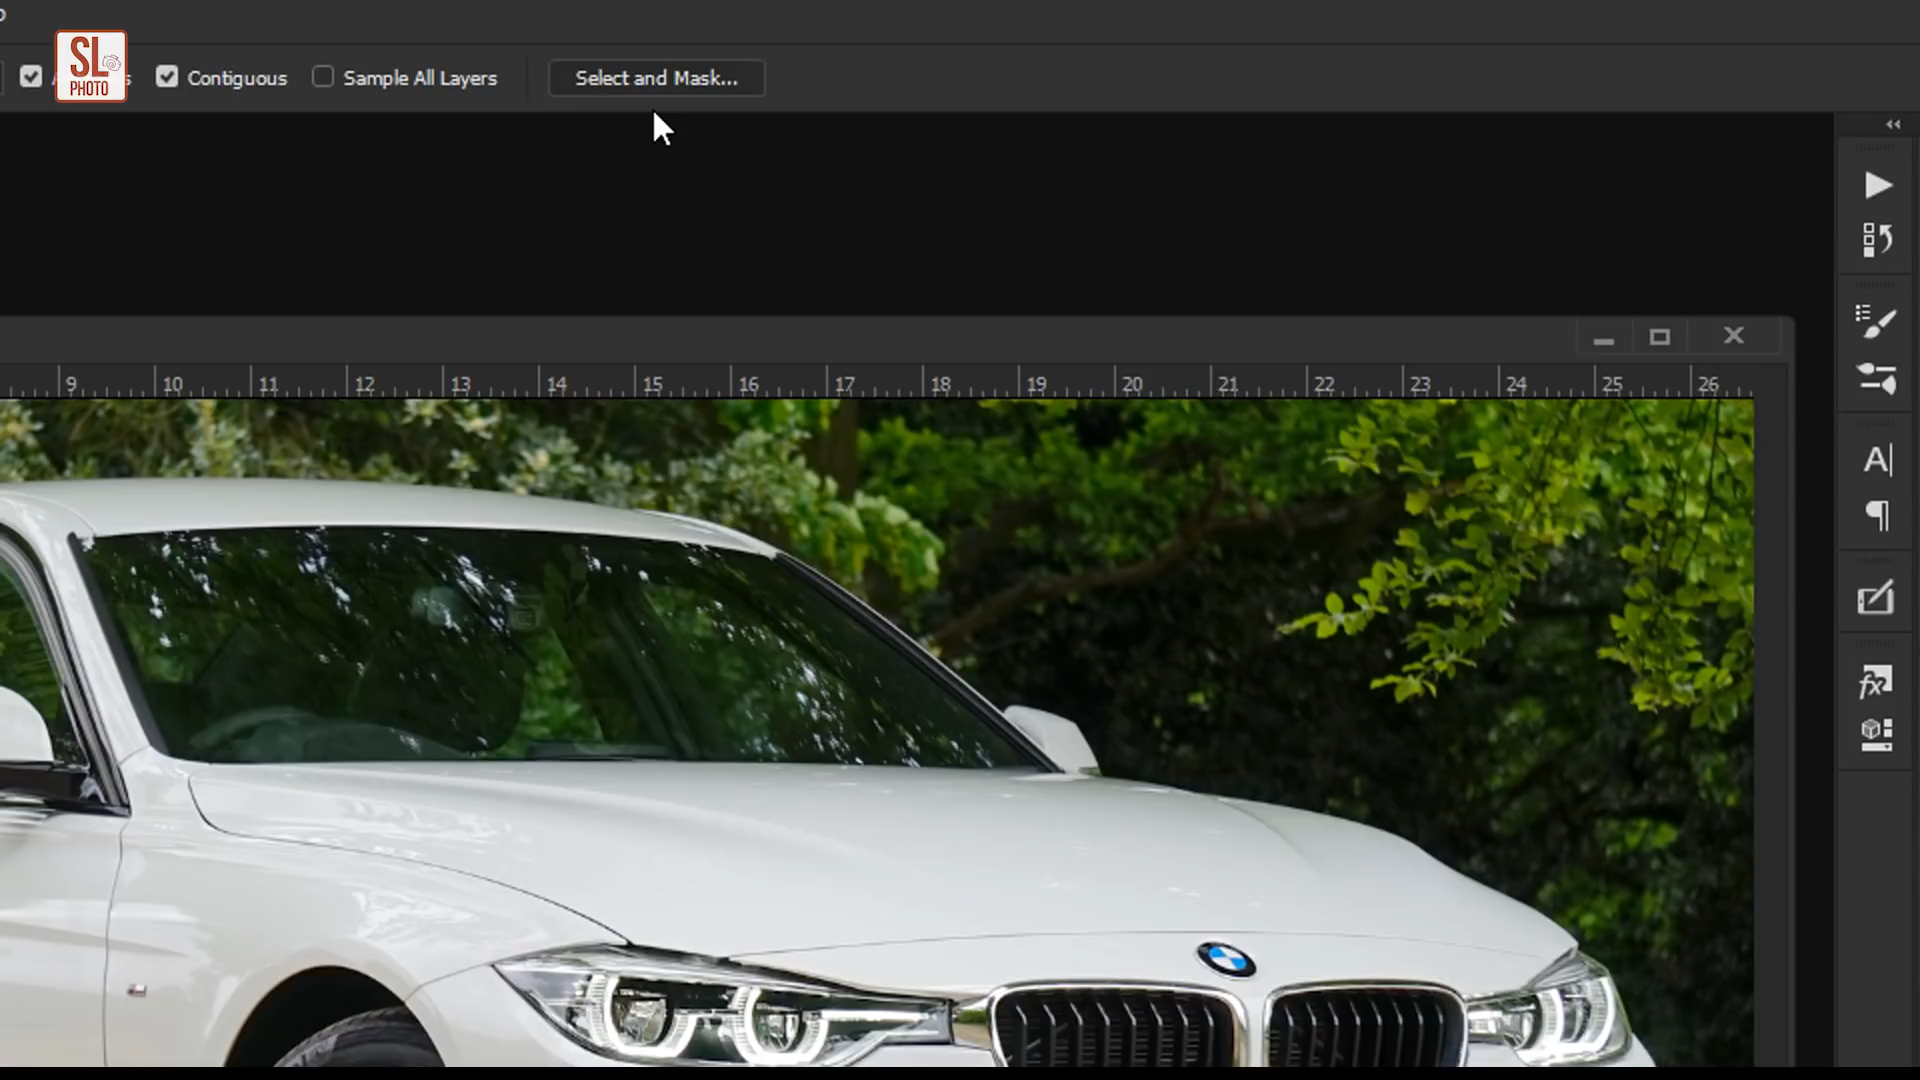 SL
PHOTO
Contiguous
Sample All Layers
Select and Mask...
9 10 11 12 13 14 15 16 17 18 19 20 21 22 23 24 25 26
A
fx